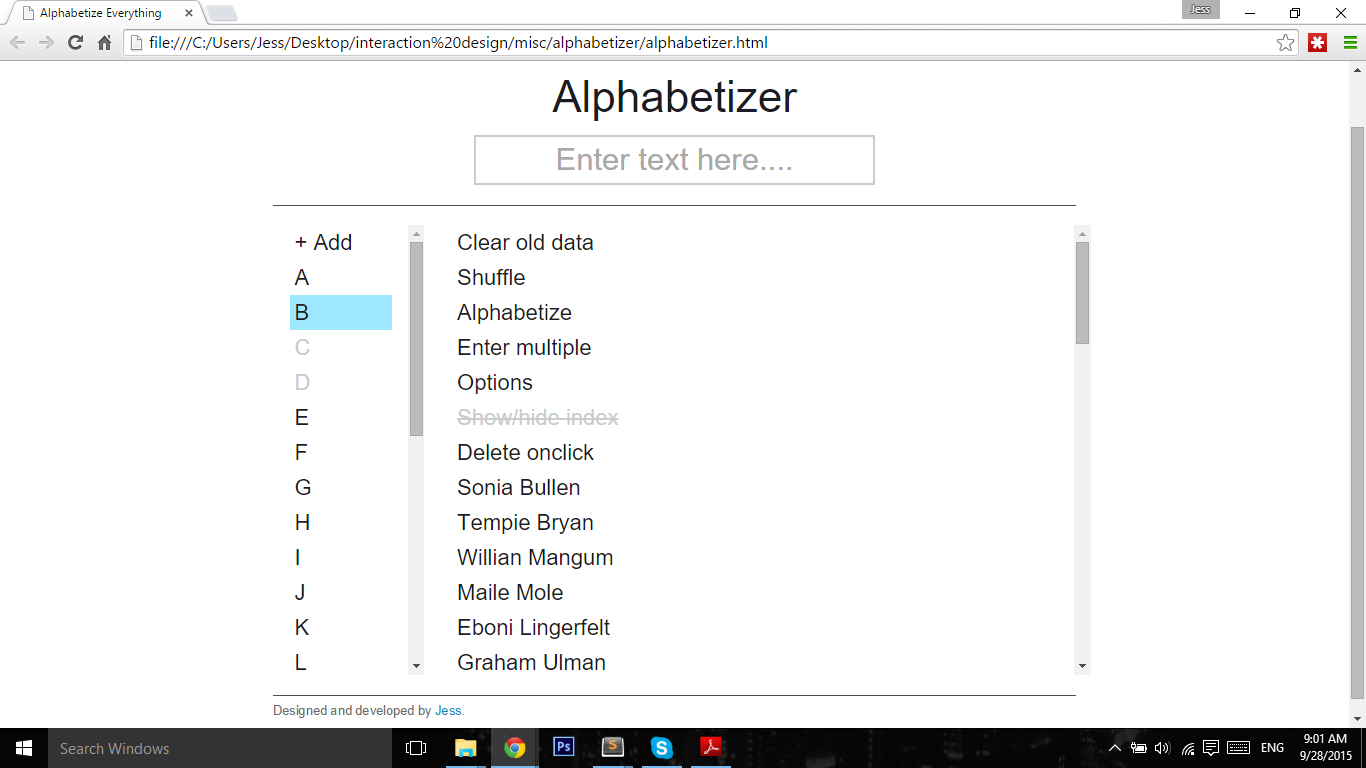 Alphabetize Everything
Jess
file:///C:/Users/Jess/Desktop/interaction%20design/misc/alphabetizer/alphabetizer.html
Alphabetizer
Enter text here....
+ Add
A
B
C
D
E
F
G
H
I
J
K
L
Clear old data
Shuffle
Alphabetize
Enter multiple
Options
Show/hide index
Delete onclick
Sonia Bullen
Tempie Bryan
Willian Mangum
Maile Mole
Eboni Lingerfelt
Graham Ulman
Designed and developed by Jess.
Search Windows
Ps
S
S
ENG
9:01 AM
9/28/2015